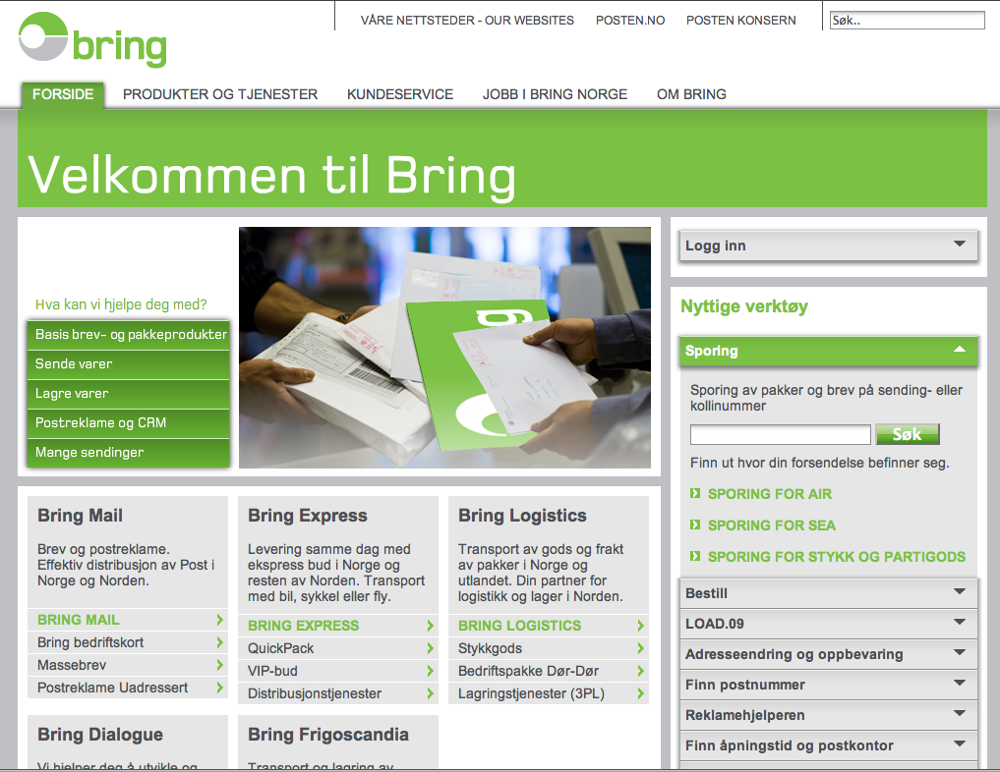 bring
VÅRE NETTSTEDER - OUR WEBSITES
POSTEN.NO
POSTEN KONSERN
Søk..
FORSIDE
PRODUKTER OG TJENESTER
KUNDESERVICE
JOBB I BRING NORGE
OM BRING
Velkommen til Bring
Hva kan vi hjelpe deg med?
Basis brev- og pakkeprodukter
Sende varer
Lagre varer
Postreklame og CRM
Mange sendinger
Bring Mail
Brev og postreklame.
Effektiv distribusjon av Post i
Norge og Norden.
BRING MAIL
Bring bedriftskort
Massebrev
Postreklame Uadressert
Bring Express
Levering samme dag med
ekspress bud i Norge og
resten av Norden. Transport
med bil, sykkel eller fly.
BRING EXPRESS
QuickPack
VIP-bud
Distribusjonstjenester
Bring Logistics
Transport av gods og frakt
av pakker i Norge og
utlandet. Din partner for
logistikk og lager i Norden.
BRING LOGISTICS
Stykkgods
Bedriftspakke Dør-Dør
Lagringstjenester (3PL)
Bring Dialogue
Vi hjelper deg å utvikle og
Bring Frigoscandia
Transport og lagring av
Logg inn
Nyttige verktøy
Sporing
Sporing av pakker og brev på sending- eller
kollinummer
Søk
Finn ut hvor din forsendelse befinner seg.
SPORING FOR AIR
SPORING FOR SEA
SPORING FOR STYKK OG PARTIGODS
Bestill
LOAD.09
Adresseendring og oppbevaring
Finn postnummer
Reklamehjelperen
Finn åpningstid og postkontor